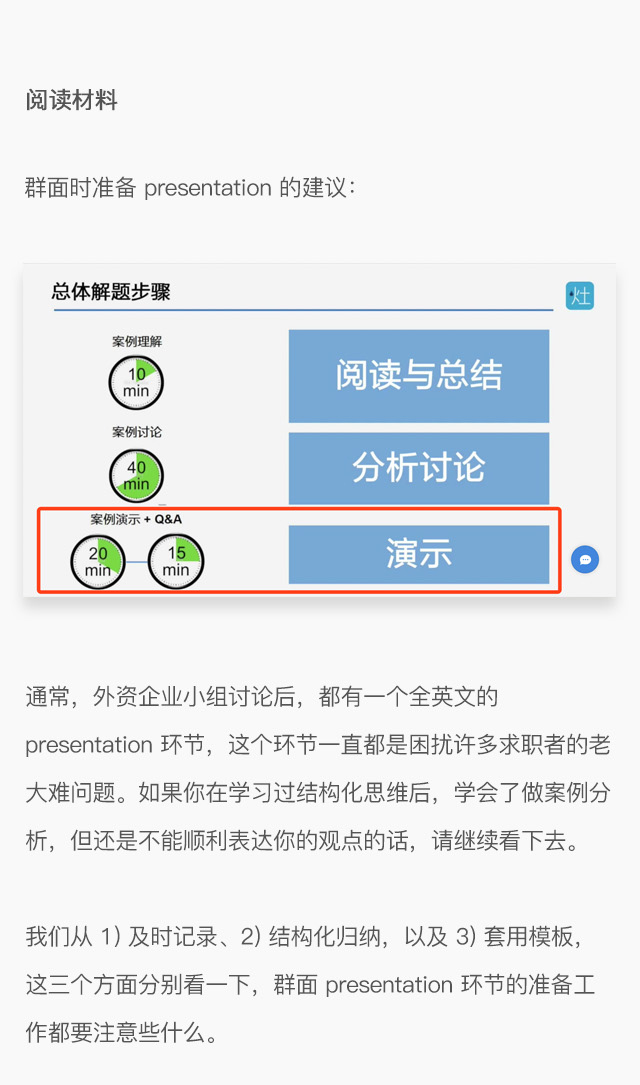 阅读材料
群面时准备 presentation 的建议：
总体解题步骤
灶
案例理解
10
min
阅读与总结
案例讨论
40
min
分析讨论
案例演示 + Q&A
20
min
15
min
演示
通常，外资企业小组讨论后，都有一个全英文的
presentation 环节，这个环节一直都是困扰许多求职者的老
大难问题。如果你在学习过结构化思维后，学会了做案例分
析，但还是不能顺利表达你的观点的话，请继续看下去。
我们从 1) 及时记录、2) 结构化归纳，以及 3) 套用模板，
这三个方面分别看一下，群面 presentation 环节的准备工
作都要注意些什么。